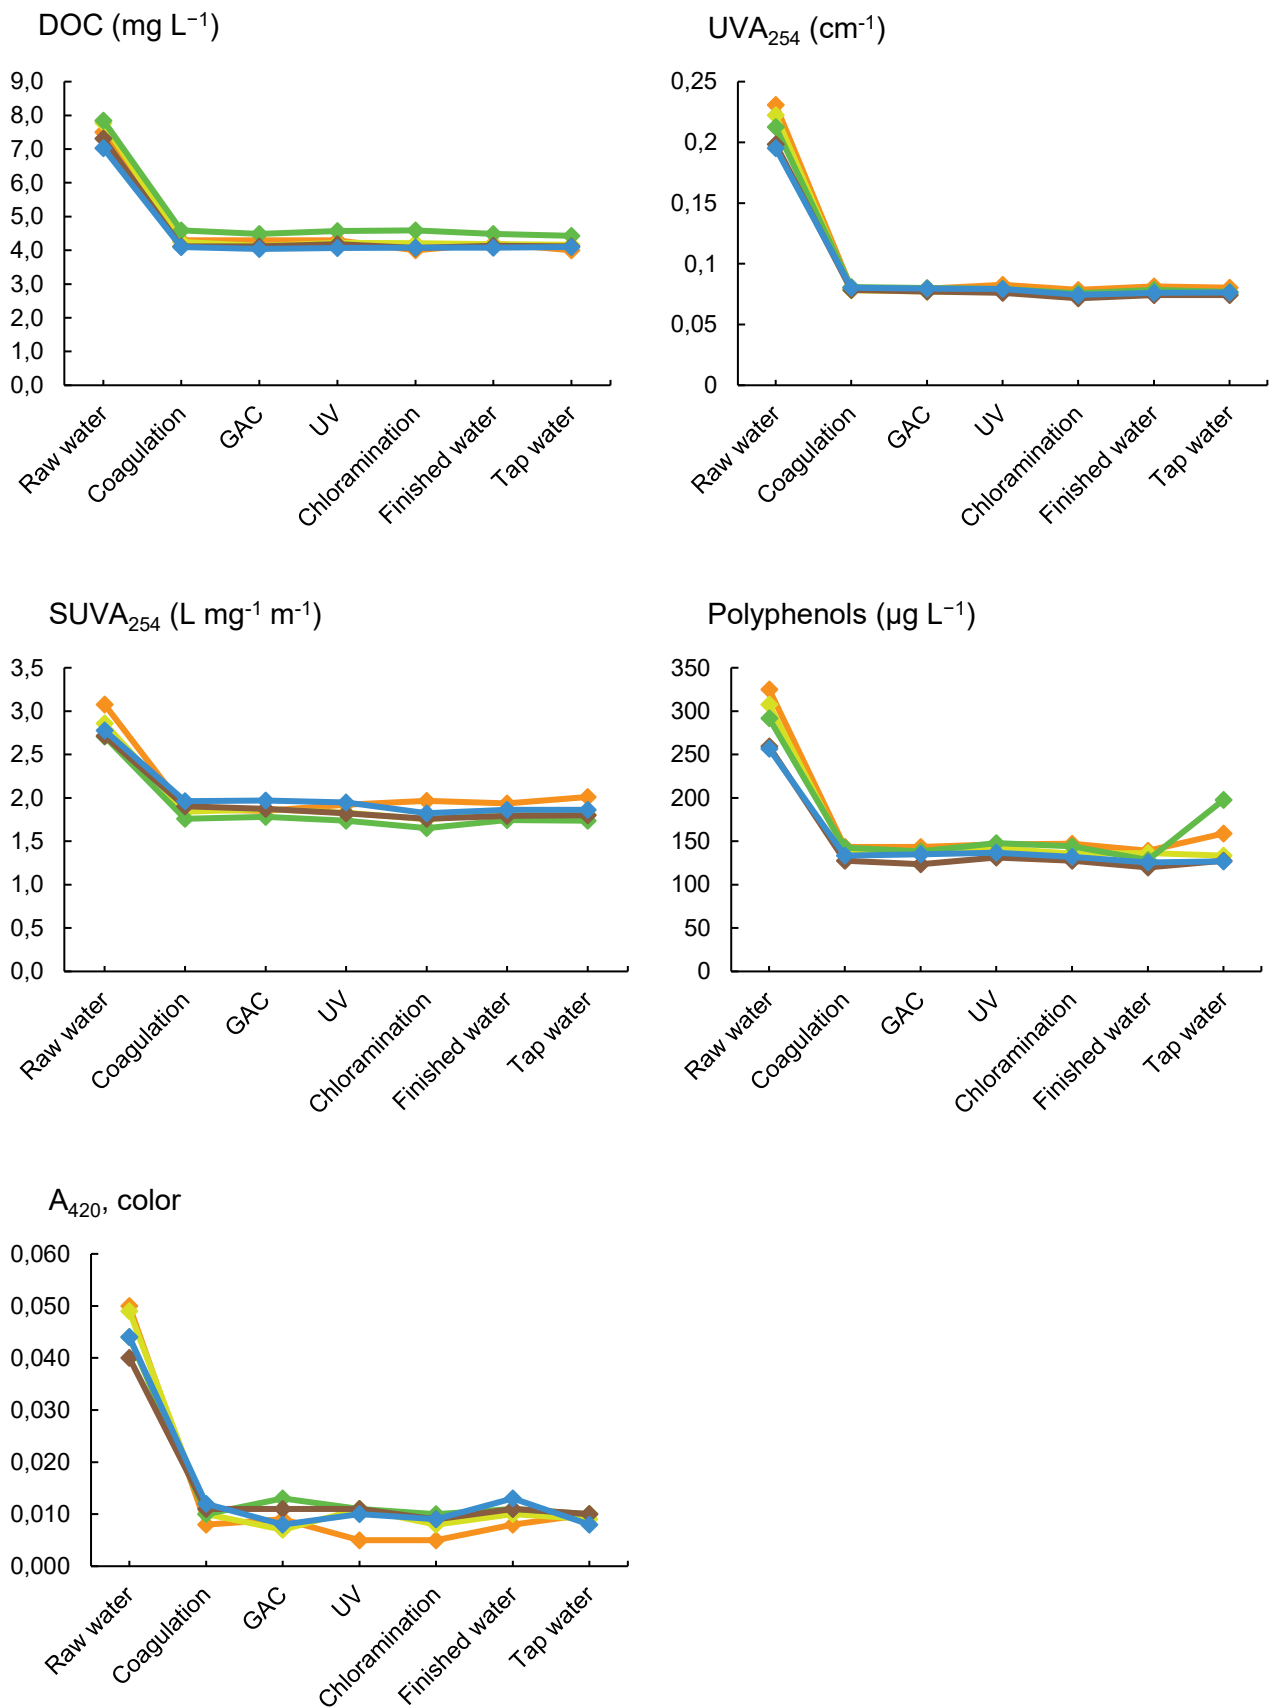 DOC (mg L⁻¹)
9,0
8,0
7,0
6,0
5,0
4,0
3,0
2,0
1,0
0,0
Raw water
Coagulation
GAC
UV
Chloramination
Finished water
Tap water
UVA₂₅₄ (cm⁻¹)
0,25
0,2
0,15
0,1
0,05
0
Raw water
Coagulation
GAC
UV
Chloramination
Finished water
Tap water
SUVA₂₅₄ (L mg⁻¹ m⁻¹)
3,5
3,0
2,5
2,0
1,5
1,0
0,5
0,0
Raw water
Coagulation
GAC
UV
Chloramination
Finished water
Tap water
Polyphenols (µg L⁻¹)
350
300
250
200
150
100
50
0
Raw water
Coagulation
GAC
UV
Chloramination
Finished water
Tap water
A₄₂₀, color
0,060
0,050
0,040
0,030
0,020
0,010
0,000
Raw water
Coagulation
GAC
UV
Chloramination
Finished water
Tap water